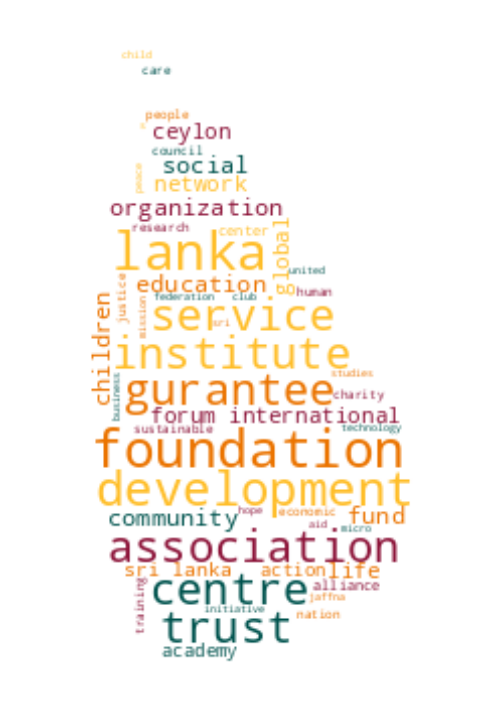 child
care
people
ceylon
council
social
peace
network
organization
research
center
lanka
global
united
education
justice
human
federation club
mission
children
service
sri
institute
studies
business
gurantee
charity
forum international
sustainable
technology
foundation
development
community
hope
economic
fund
aid
micro
association
sri lanka
action
life
training
centre
alliance
jaffna
initiative
nation
trust
academy